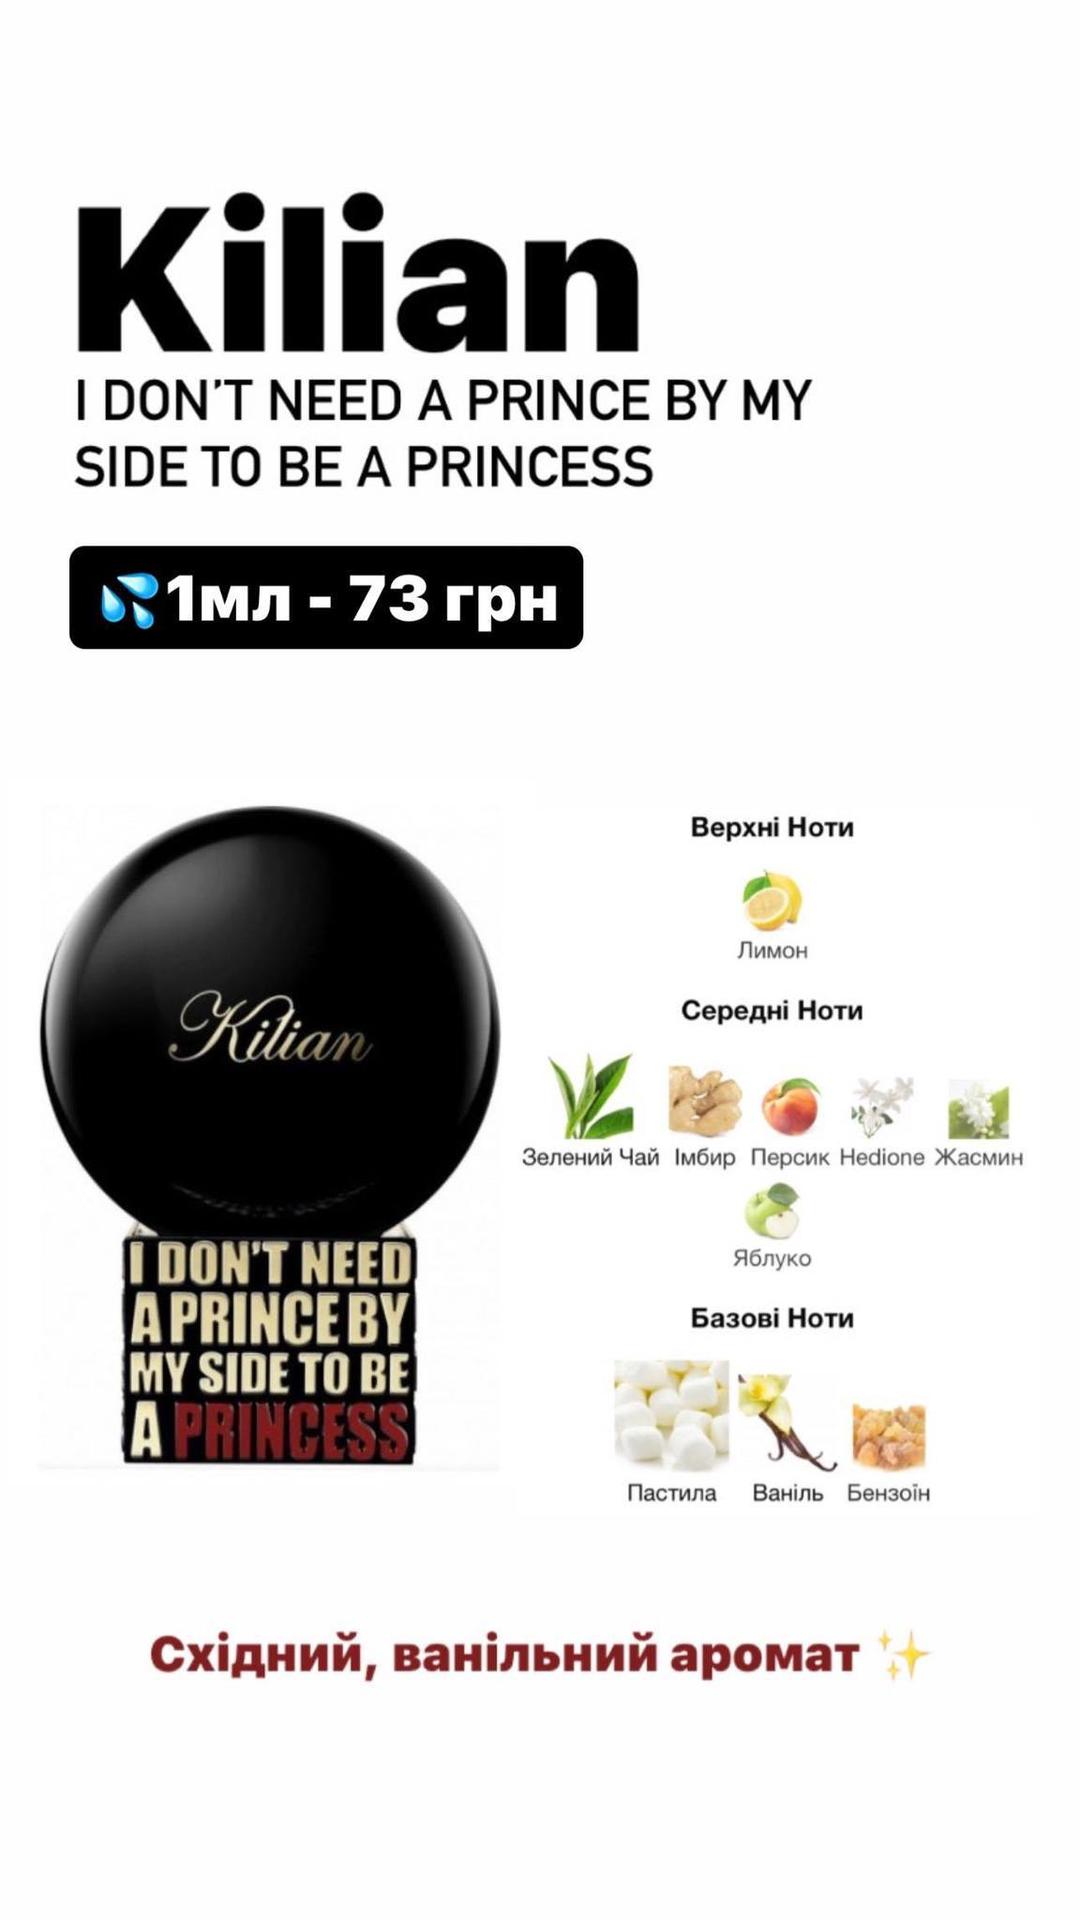 Kilian
I DON'T NEED A PRINCE BY MY
SIDE TO BE A PRINCESS
💦1мл - 73 грн
Kilian
I DON'T NEED
A PRINCE BY
MY SIDE TO BE
A PRINCESS
Верхні Ноти
Лимон
Середні Ноти
Зелений Чай Імбир Персик Hedione Жасмин
Яблуко
Базові Ноти
Пастила Ваніль Бензоїн
Східний, ванільний аромат ✨